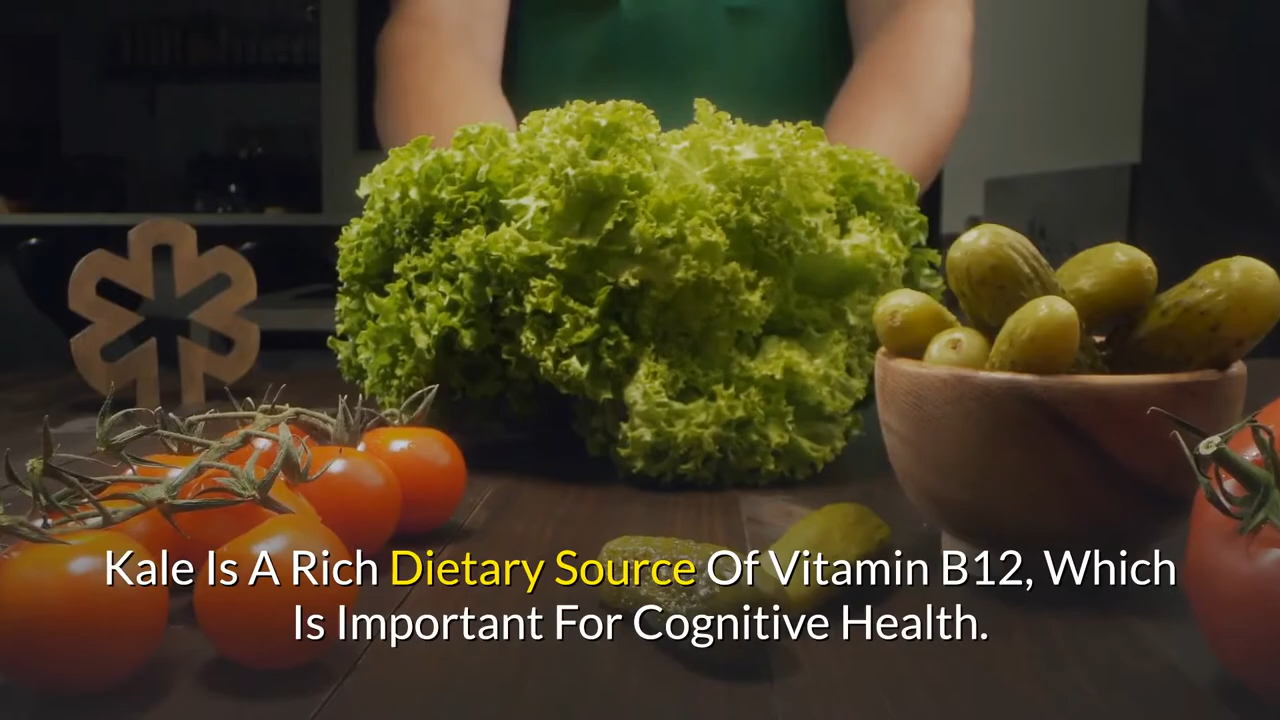 Kale Is A Rich Dietary Source Of Vitamin B12, Which
Is Important For Cognitive Health.